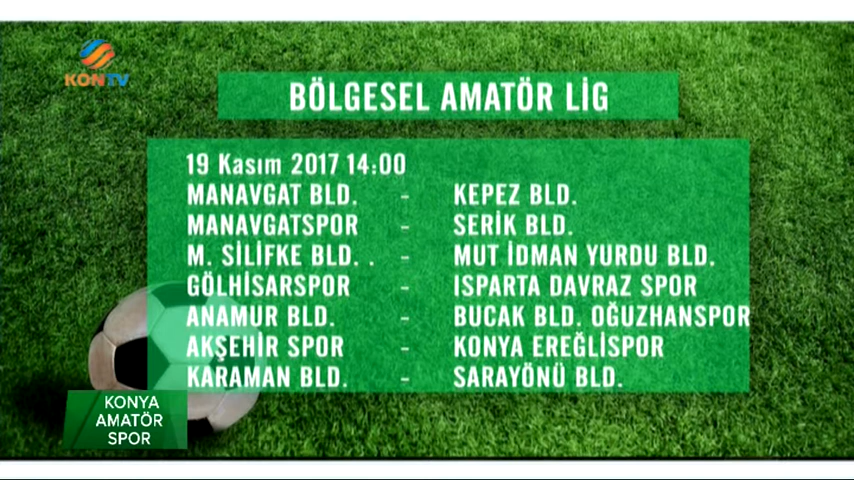 KONTV
BÖLGESEL AMATÖR LİG
19 Kasım 2017 14:00
MANAVGAT BLD. - KEPEZ BLD.
MANAVGATSPOR - SERİK BLD.
M. SİLİFKE BLD. . - MUT İDMAN YURDU BLD.
GÖLHİSARSPOR - ISPARTA DAVRAZ SPOR
ANAMUR BLD. - BUCAK BLD. OĞUZHANSPOR
AKŞEHİR SPOR - KONYA EREĞLİSPOR
KARAMAN BLD. - SARAYÖNÜ BLD.
KONYA
AMATÖR
SPOR